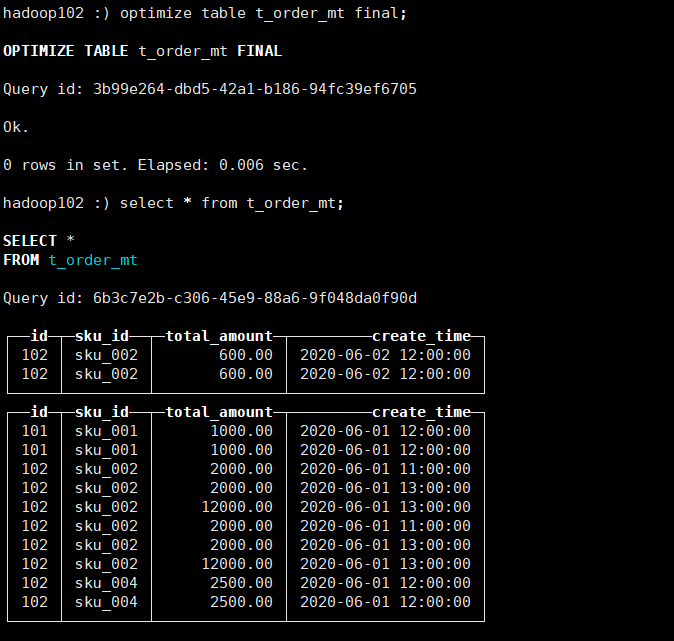 hadoop102 :) optimize table t_order_mt final;
OPTIMIZE TABLE t_order_mt FINAL
Query id: 3b99e264-dbd5-42a1-b186-94fc39ef6705
Ok.
0 rows in set. Elapsed: 0.006 sec.
hadoop102 :) select * from t_order_mt;
SELECT *
FROM t_order_mt
Query id: 6b3c7e2b-c306-45e9-88a6-9f048da0f90d
id sku_id total_amount create_time
102 sku_002 600.00 2020-06-02 12:00:00
102 sku_002 600.00 2020-06-02 12:00:00
id sku_id total_amount create_time
101 sku_001 1000.00 2020-06-01 12:00:00
101 sku_001 1000.00 2020-06-01 12:00:00
102 sku_002 2000.00 2020-06-01 11:00:00
102 sku_002 2000.00 2020-06-01 13:00:00
102 sku_002 12000.00 2020-06-01 13:00:00
102 sku_002 2000.00 2020-06-01 11:00:00
102 sku_002 2000.00 2020-06-01 13:00:00
102 sku_002 12000.00 2020-06-01 13:00:00
102 sku_004 2500.00 2020-06-01 12:00:00
102 sku_004 2500.00 2020-06-01 12:00:00